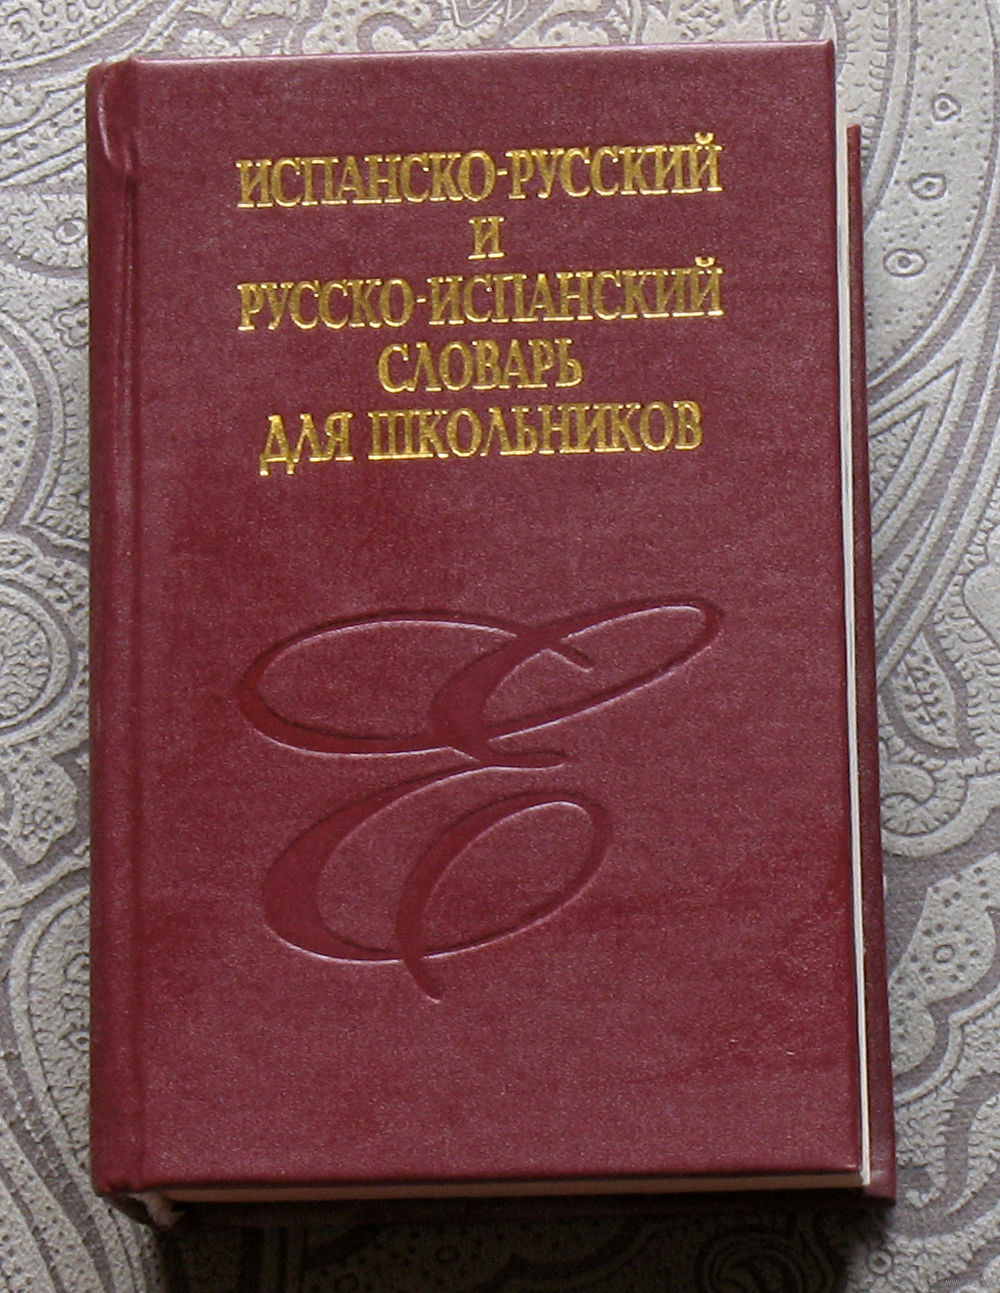 ИСПАНСКО-РУССКИЙ
И
РУССКО-ИСПАНСКИЙ
СЛОВАРЬ
ДЛЯ ШКОЛЬНИКОВ
Е